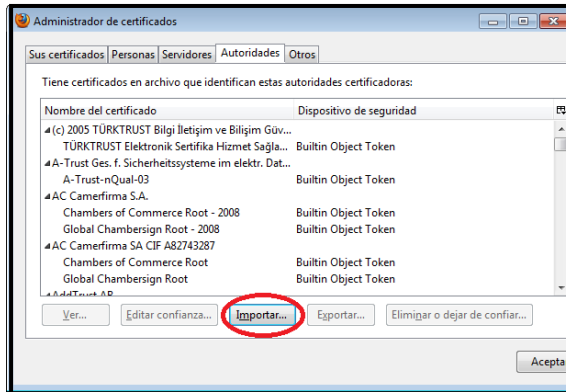 Administrador de certificados
Sus certificados Personas Servidores Autoridades Otros
Tiene certificados en archivo que identifican estas autoridades certificadoras:
Nombre del certificado Dispositivo de seguridad
(c) 2005 TÜRKTRUST Bilgi İletişim ve Bilişim Güv...
TÜRKTRUST Elektronik Sertifika Hizmet Sağla... Builtin Object Token
A-Trust Ges. f. Sicherheitssysteme im elektr. Dat...
A-Trust-nQual-03 Builtin Object Token
AC Camerfirma S.A.
Chambers of Commerce Root - 2008 Builtin Object Token
Global Chambersign Root - 2008 Builtin Object Token
AC Camerfirma SA CIF A82743287
Chambers of Commerce Root Builtin Object Token
Global Chambersign Root Builtin Object Token
AddTrust AB
Ver... Editar confianza... Importar... Exportar... Eliminar o dejar de confiar...
Acepta